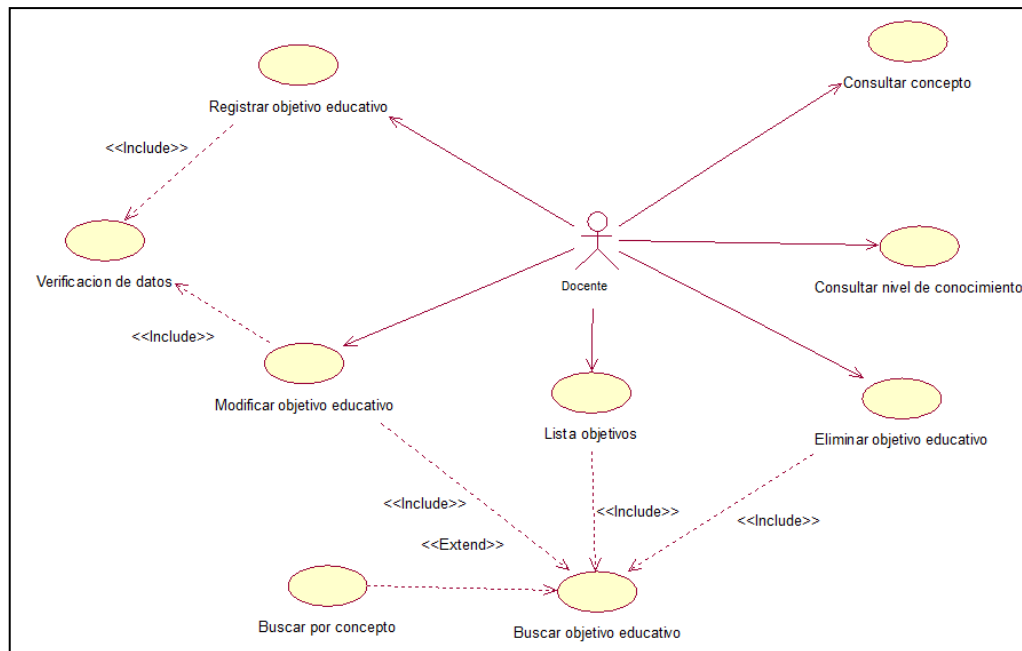 Consultar concepto
Registrar objetivo educativo
<<Include>>
Verificacion de datos
Docente
Consultar nivel de conocimiento
<<Include>>
Modificar objetivo educativo
Lista objetivos
Eliminar objetivo educativo
<<Include>>
<<Include>>
<<Include>>
<<Extend>>
Buscar por concepto
Buscar objetivo educativo